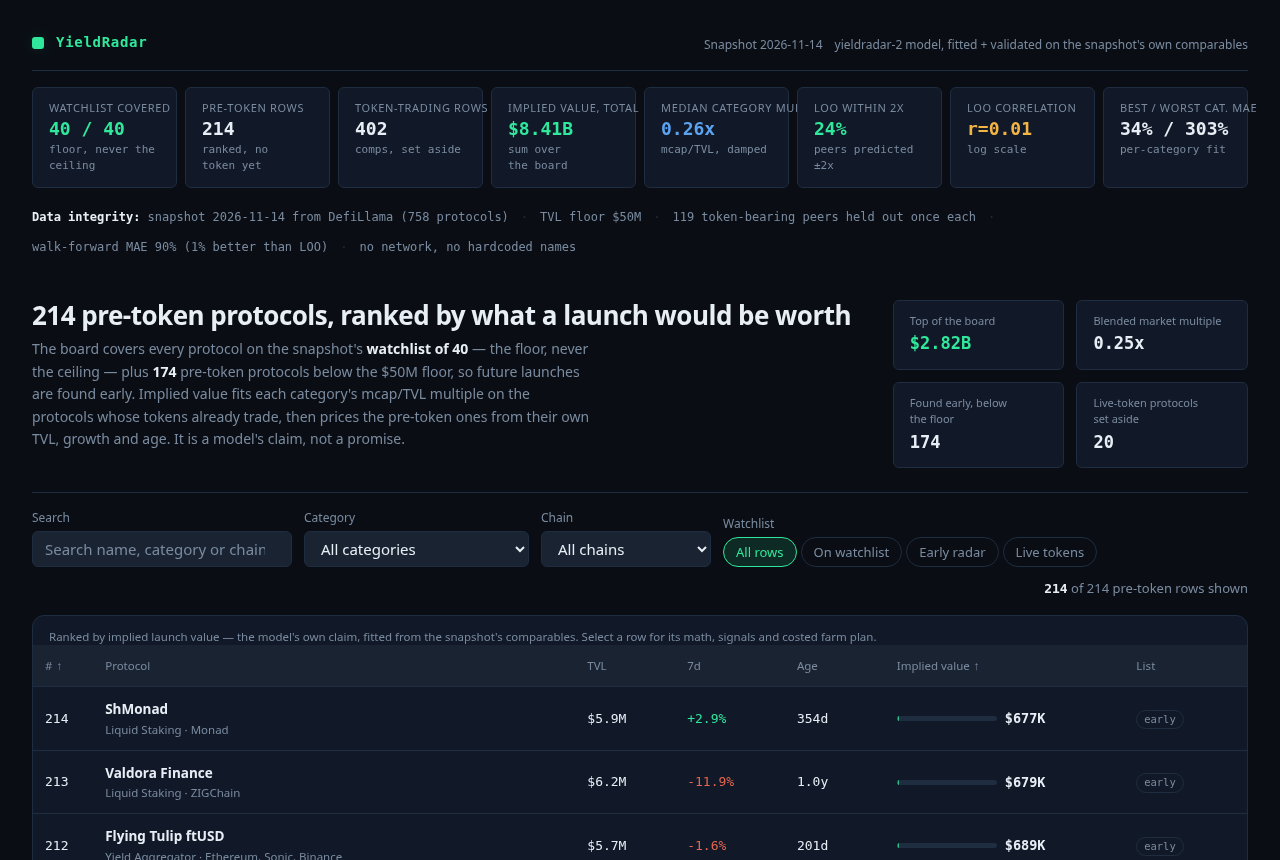 YieldRadar
Snapshot 2026-11-14 yieldradar-2 model, fitted + validated on the snapshot's own comparables
WATCHLIST COVERED
40 / 40
floor, never the
ceiling
PRE-TOKEN ROWS
214
ranked, no
token yet
TOKEN-TRADING ROWS
402
comps, set aside
IMPLIED VALUE, TOTAL
$8.41B
sum over
the board
MEDIAN CATEGORY MUL
0.26x
mcap/TVL, damped
LOO WITHIN 2X
24%
peers predicted
±2x
LOO CORRELATION
r=0.01
log scale
BEST / WORST CAT. MAE
34% / 303%
per-category fit
Data integrity: snapshot 2026-11-14 from DefiLlama (758 protocols) · TVL floor $50M · 119 token-bearing peers held out once each ·
walk-forward MAE 90% (1% better than LOO) · no network, no hardcoded names
214 pre-token protocols, ranked by what a launch would be worth
The board covers every protocol on the snapshot's watchlist of 40 — the floor, never
the ceiling — plus 174 pre-token protocols below the $50M floor, so future launches
are found early. Implied value fits each category's mcap/TVL multiple on the
protocols whose tokens already trade, then prices the pre-token ones from their own
TVL, growth and age. It is a model's claim, not a promise.
Top of the board
$2.82B
Blended market multiple
0.25x
Found early, below
the floor
174
Live-token protocols
set aside
20
Search
Search name, category or chain
Category
All categories
Chain
All chains
Watchlist
All rows On watchlist Early radar Live tokens
214 of 214 pre-token rows shown
Ranked by implied launch value — the model's own claim, fitted from the snapshot's comparables. Select a row for its math, signals and costed farm plan.
# ↑ Protocol TVL 7d Age Implied value ↑ List
214 ShMonad $5.9M +2.9% 354d $677K early
Liquid Staking · Monad
213 Valdora Finance $6.2M -11.9% 1.0y $679K early
Liquid Staking · ZIGChain
212 Flying Tulip ftUSD $5.7M -1.6% 201d $689K early
Yield Aggregator · Ethereum, Sonic, Binance